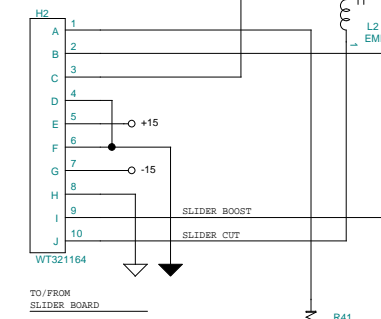 H2
A 1
L2
B 2
EM
1
C 3
D 4
E 5 +15
F 6
G 7 -15
H 8
I 9 SLIDER BOOST
J 10 SLIDER CUT
WT321164
TO/FROM
SLIDER BOARD
R41